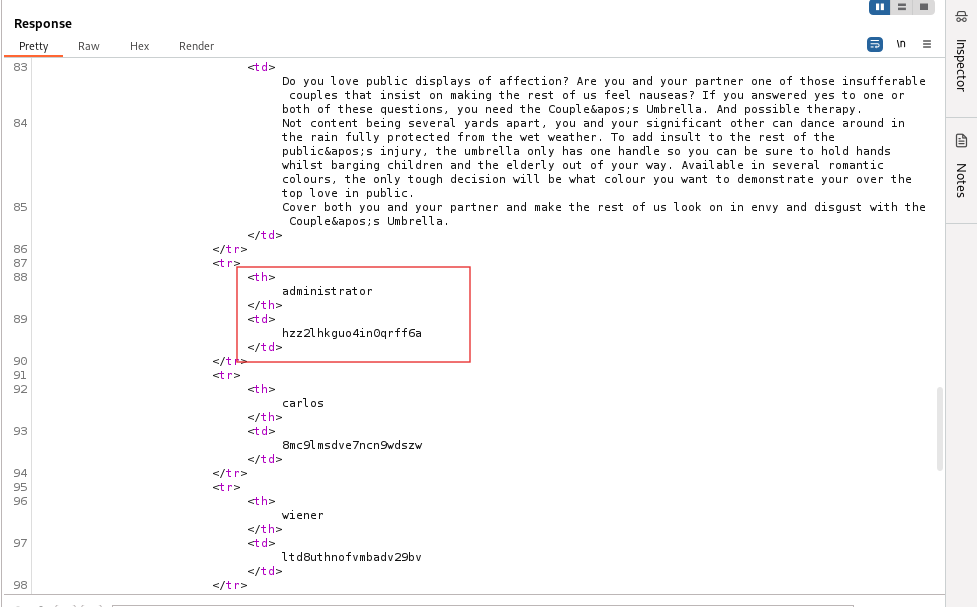 Response
Pretty Raw Hex Render \n
83 <td>
Do you love public displays of affection? Are you and your partner one of those insufferable
couples that insist on making the rest of us feel nauseas? If you answered yes to one or
both of these questions, you need the Couple&apos;s Umbrella. And possible therapy.
84 Not content being several yards apart, you and your significant other can dance around in
the rain fully protected from the wet weather. To add insult to the rest of the
public&apos;s injury, the umbrella only has one handle so you can be sure to hold hands
whilst barging children and the elderly out of your way. Available in several romantic
colours, the only tough decision will be what colour you want to demonstrate your over the
top love in public.
85 Cover both you and your partner and make the rest of us look on in envy and disgust with the
Couple&apos;s Umbrella.
</td>
86 </tr>
87 <tr>
88 <th>
administrator
</th>
89 <td>
hzz2lhkguo4in0qrff6a
</td>
90 </tr>
91 <tr>
92 <th>
carlos
</th>
93 <td>
8mc9lmsdve7ncn9wdszw
</td>
94 </tr>
95 <tr>
96 <th>
wiener
</th>
97 <td>
ltd8uthnofvmbadv29bv
</td>
98 </tr>
Inspector
Notes